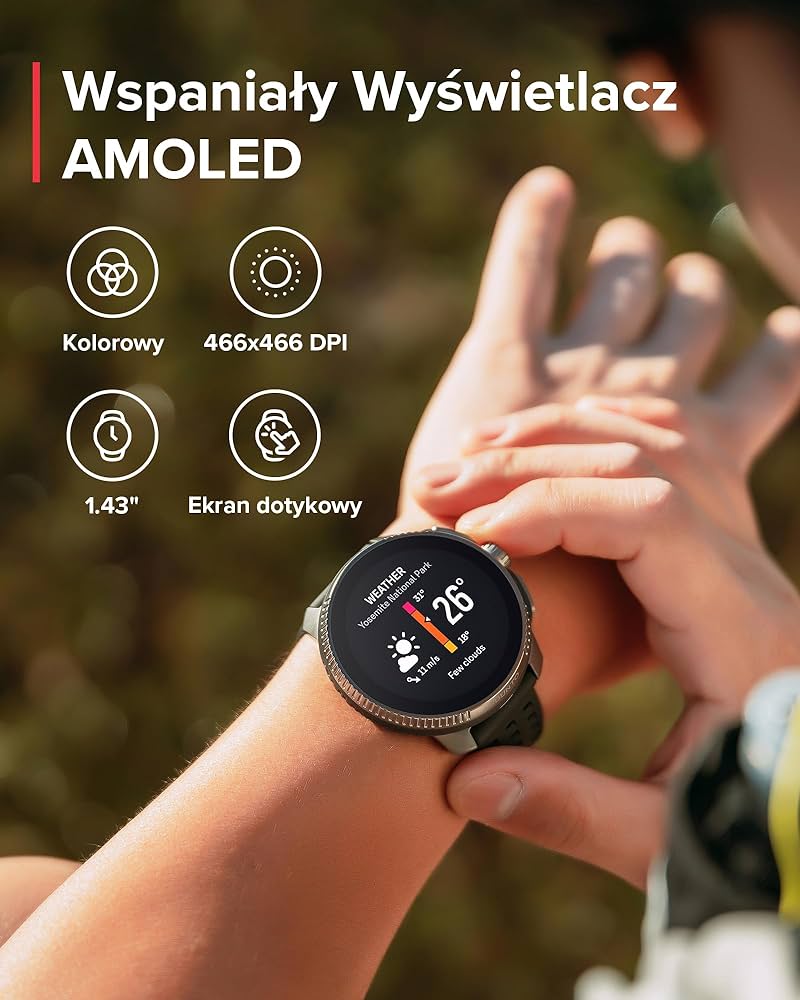 Wspaniały Wyświetlacz
AMOLED
Kolorowy
466x466 DPI
1.43"
Ekran dotykowy
WEATHER
Yosemite National Park
31°
26°
18°
11 m/s
Few clouds